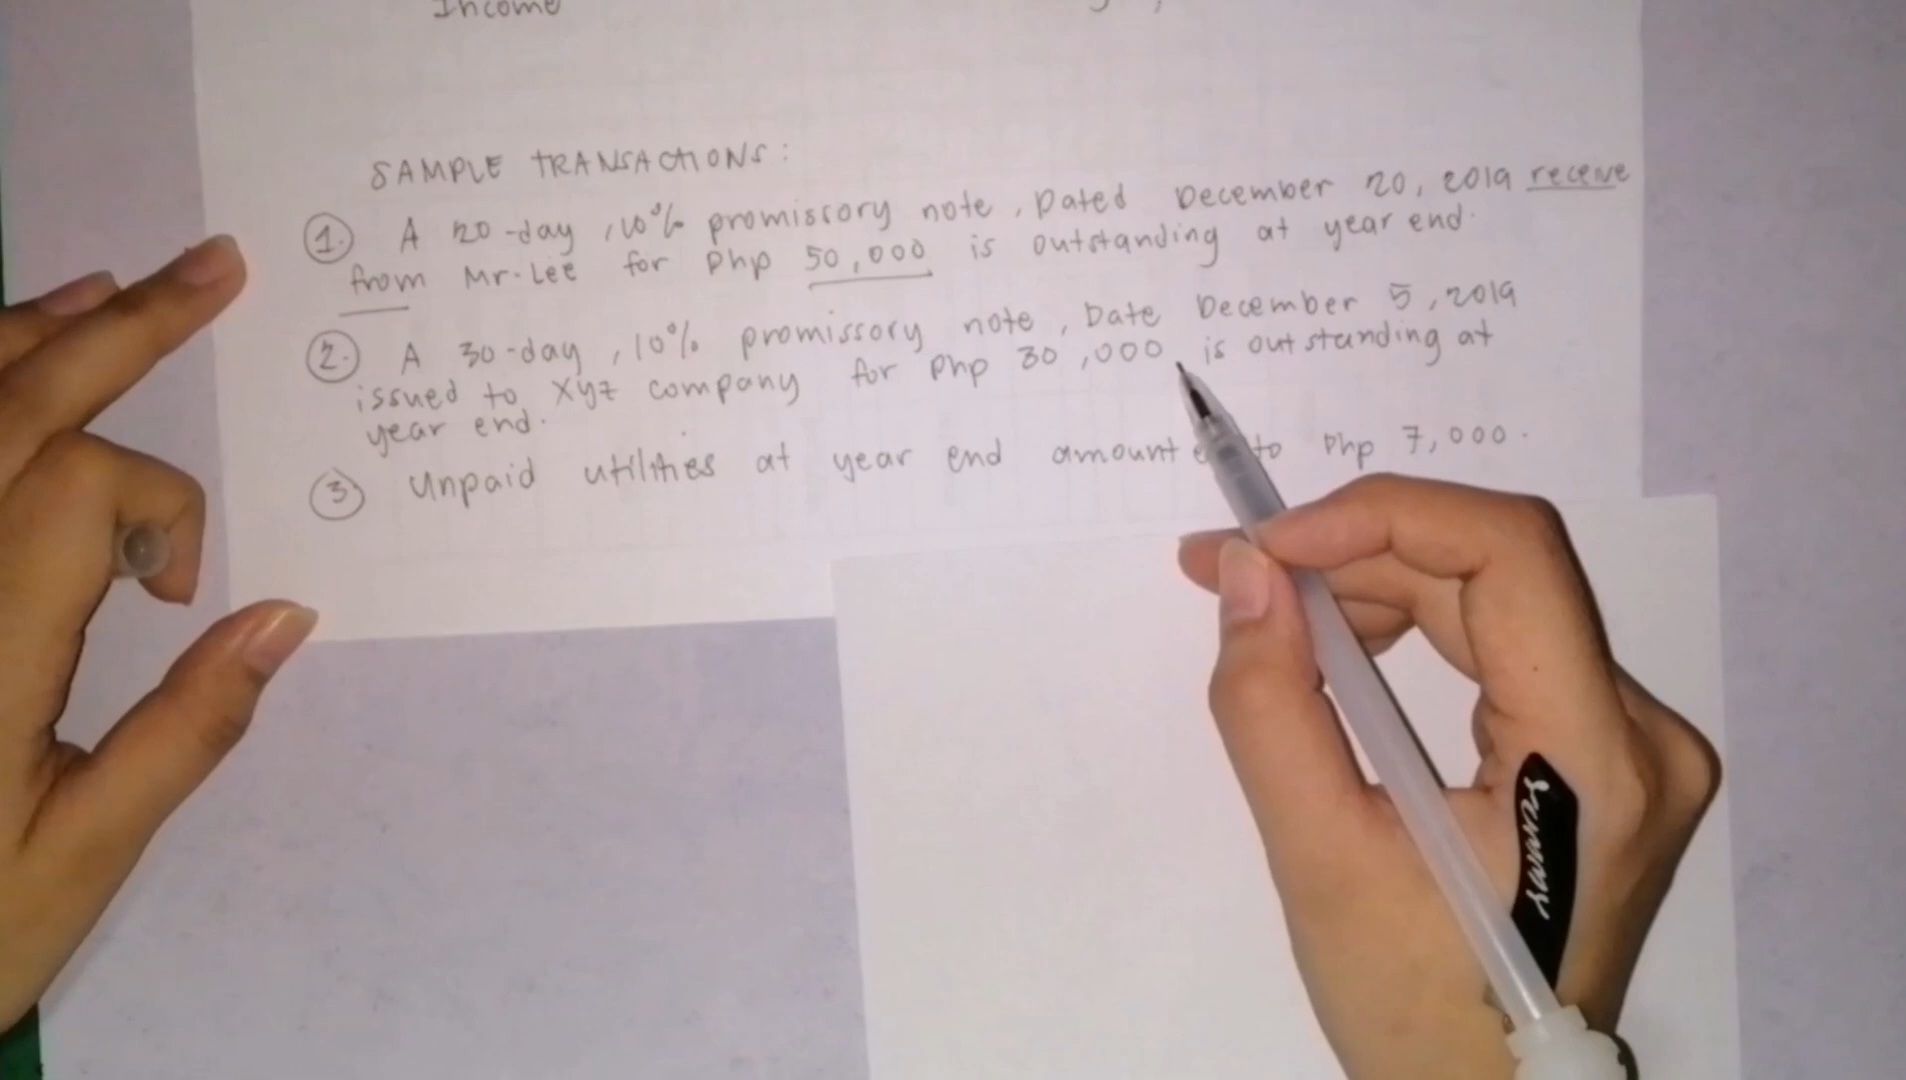 Income
SAMPLE TRANSACTIONS:
1. A 20-day, 10% promissory note, Dated December 20, 2019 receive
from Mr. Lee for Php 50,000 is outstanding at year end.
2. A 30-day, 10% promissory note, Date December 5, 2019
issued to XYZ company for Php 30,000 is outstanding at
year end.
3 Unpaid utilities at year end amount to Php 7,000.